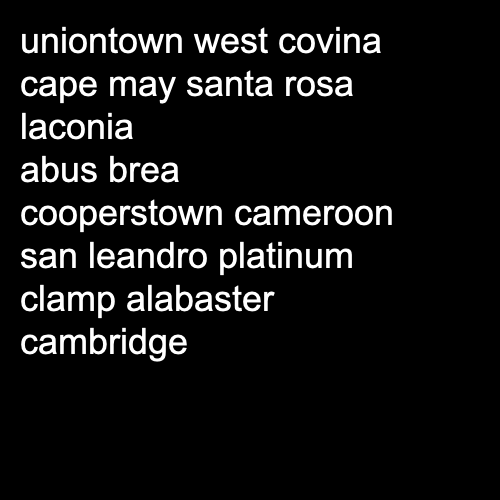 uniontown west covina
cape may santa rosa
laconia
abus brea
cooperstown cameroon
san leandro platinum
clamp alabaster
cambridge